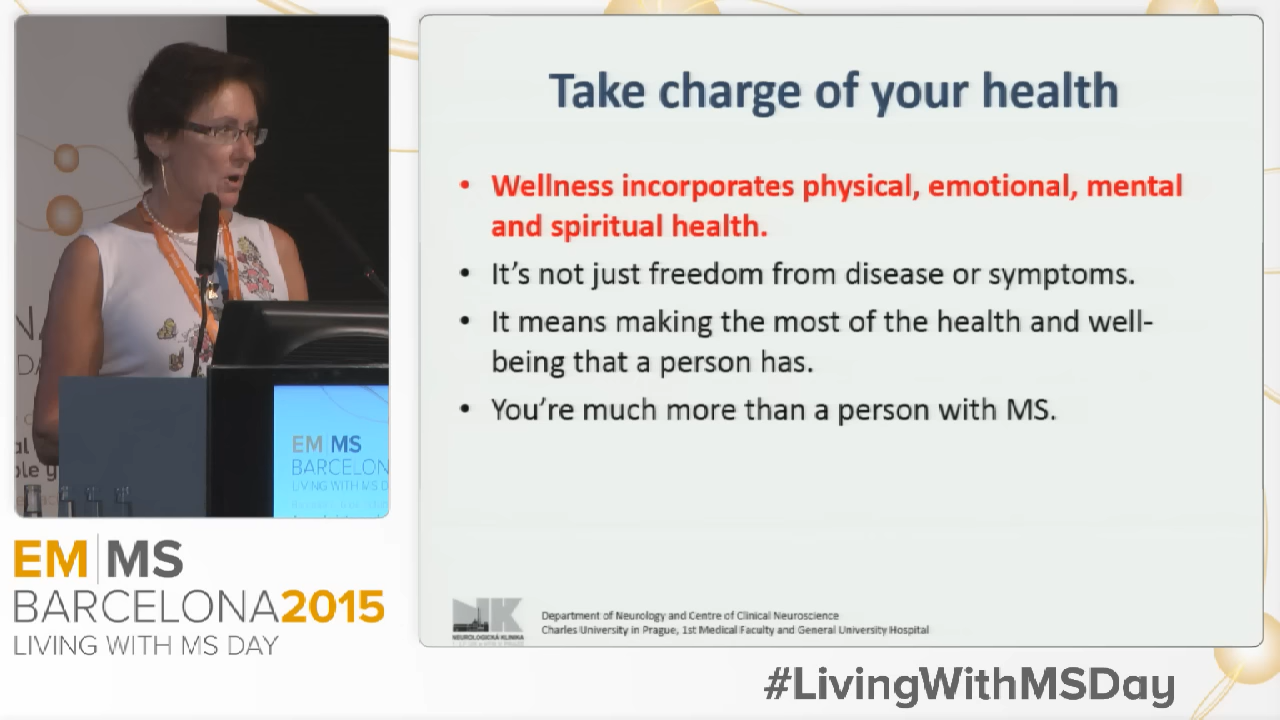 Take charge of your health
• Wellness incorporates physical, emotional, mental
and spiritual health.
• It's not just freedom from disease or symptoms.
• It means making the most of the health and well-
being that a person has.
• You're much more than a person with MS.
NEUROLOGICKÁ KLINIKA
Department of Neurology and Centre of Clinical Neuroscience
Charles University in Prague, 1st Medical Faculty and General University Hospital
EM|MS
BARCELON
LIVING WITH MS D
EM|MS
BARCELONA2015
LIVING WITH MS DAY
#LivingWithMSDay